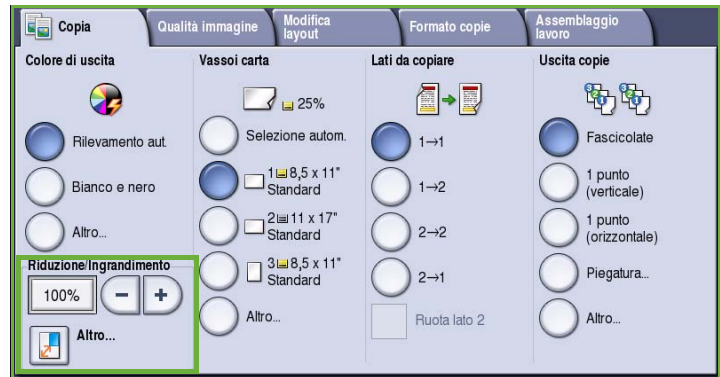 Copia
Qualità immagine
Modifica
layout
Formato copie
Assemblaggio
lavoro
Colore di uscita
Rilevamento aut.
Bianco e nero
Altro...
Riduzione/Ingrandimento
100%
Altro...
Vassoi carta
25%
Selezione autom.
1 8,5 x 11"
Standard
2 11 x 17"
Standard
3 8,5 x 11"
Standard
Altro...
Lati da copiare
1→1
1→2
2→2
2→1
Ruota lato 2
Uscita copie
Fascicolate
1 punto
(verticale)
1 punto
(orizzontale)
Piegatura...
Altro...